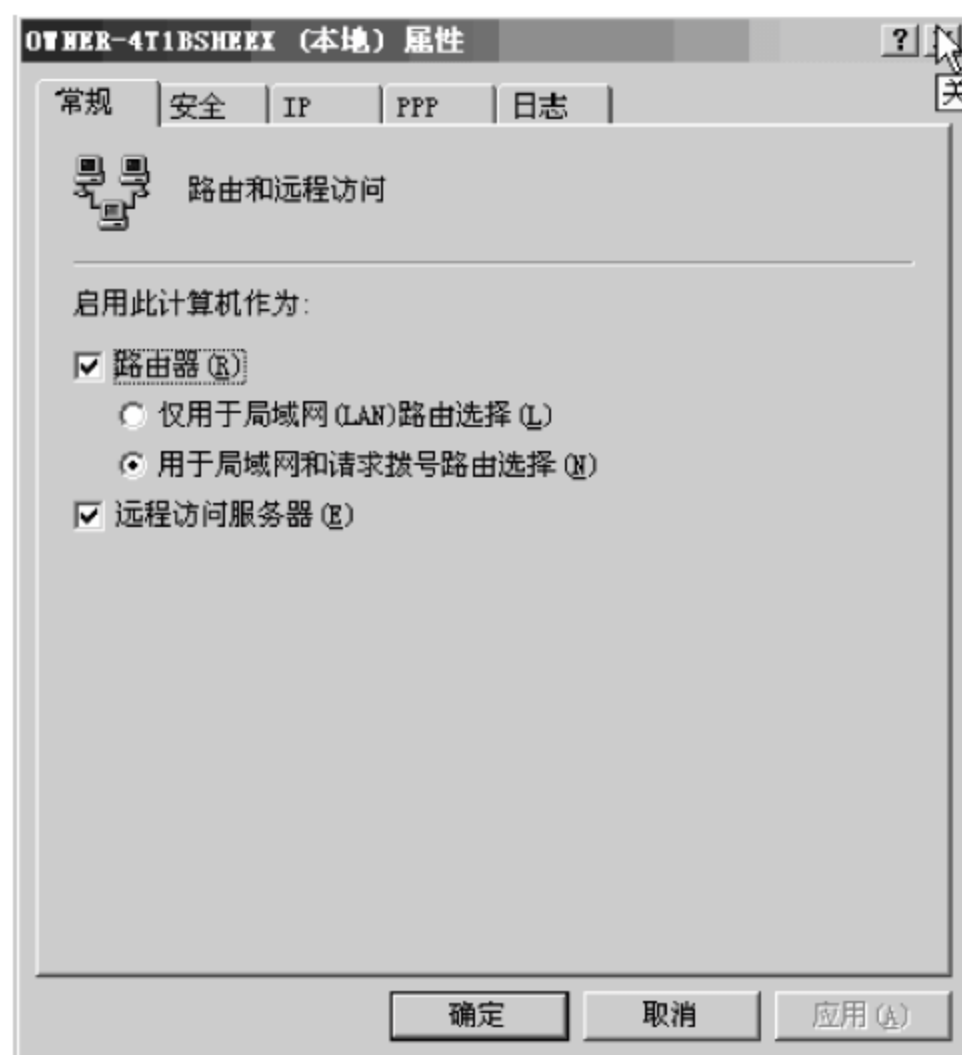 OWNER-4T1BSHEEX (本地) 属性
?
关
常规 安全 IP PPP 日志
路由和远程访问
启用此计算机作为:
路由器(R)
仅用于局域网(LAN)路由选择(L)
用于局域网和请求拨号路由选择(N)
远程访问服务器(E)
确定 取消 应用(A)